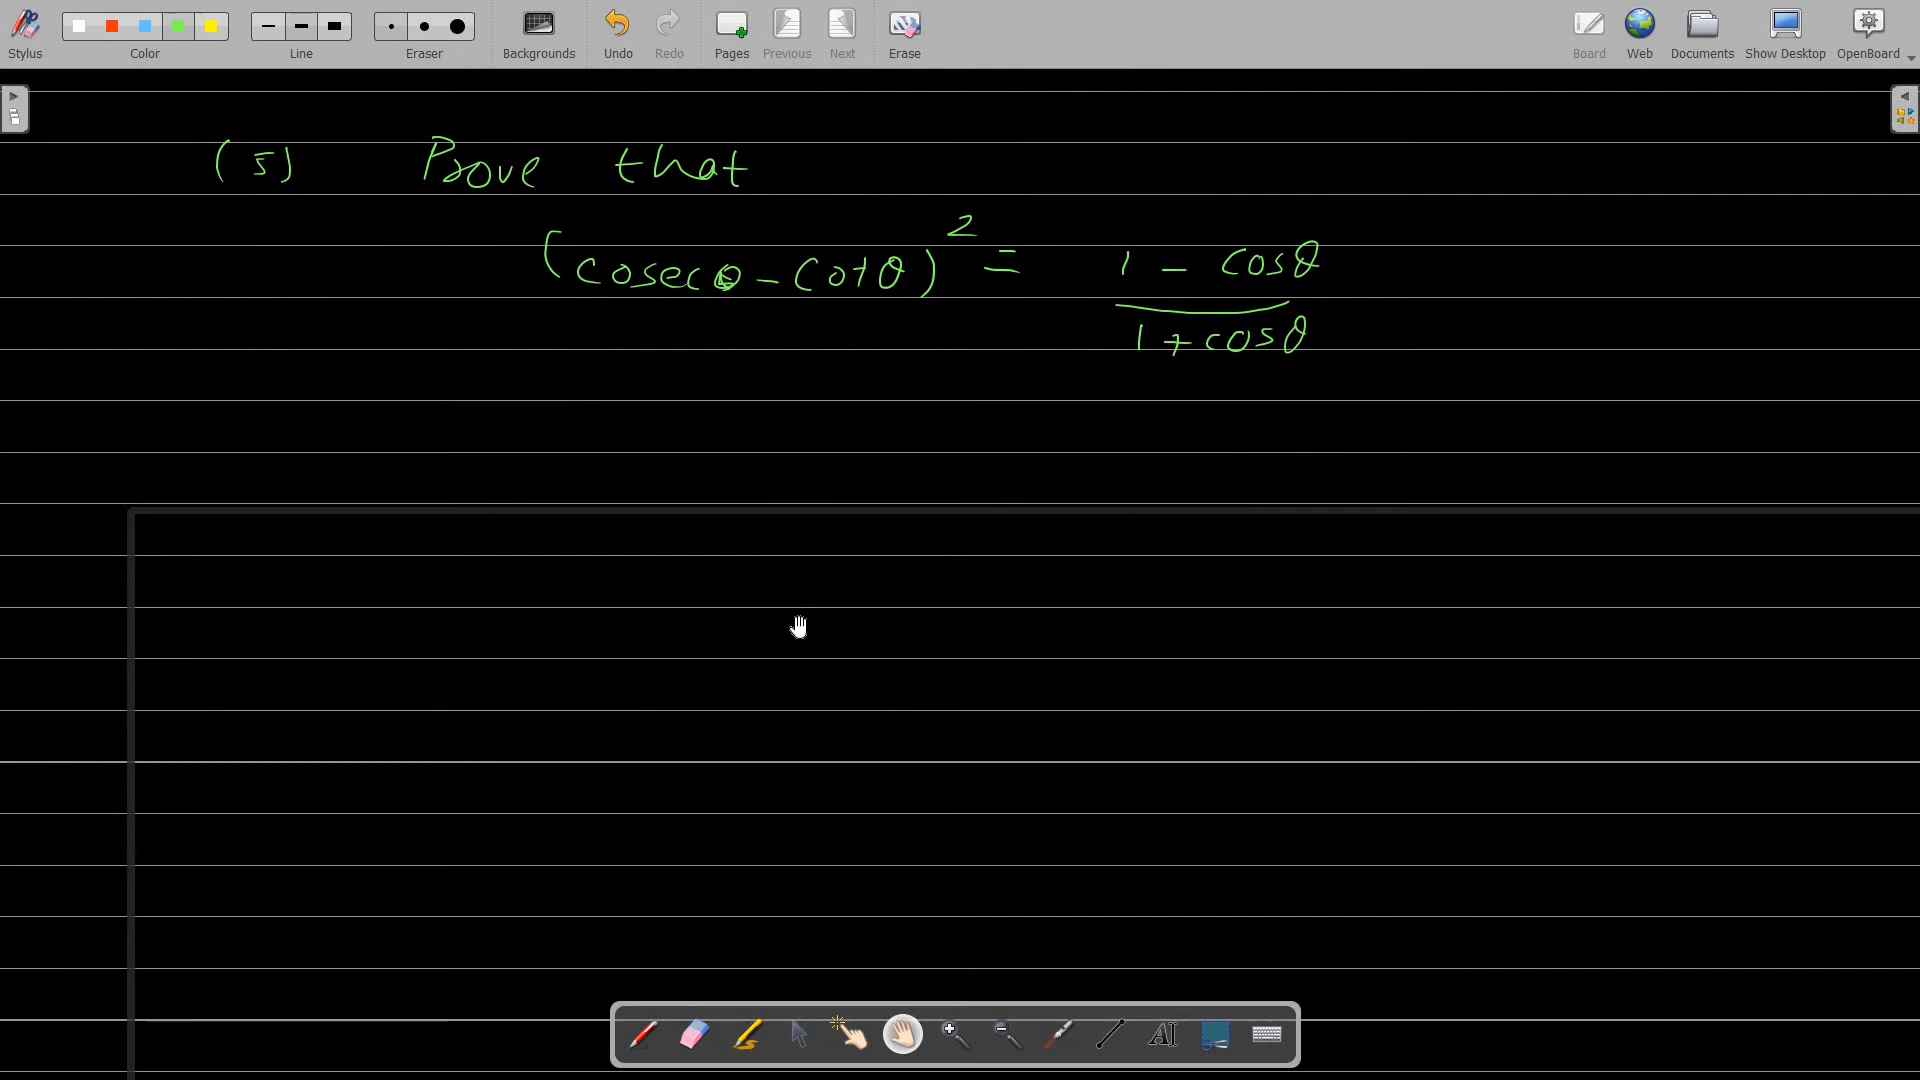 Stylus Color Line Eraser Backgrounds Undo Redo Pages Previous Next Erase Board Web Documents Show Desktop OpenBoard
(5) Prove that
(cosecθ - cotθ)² = 1 - cosθ
1 + cosθ
AI